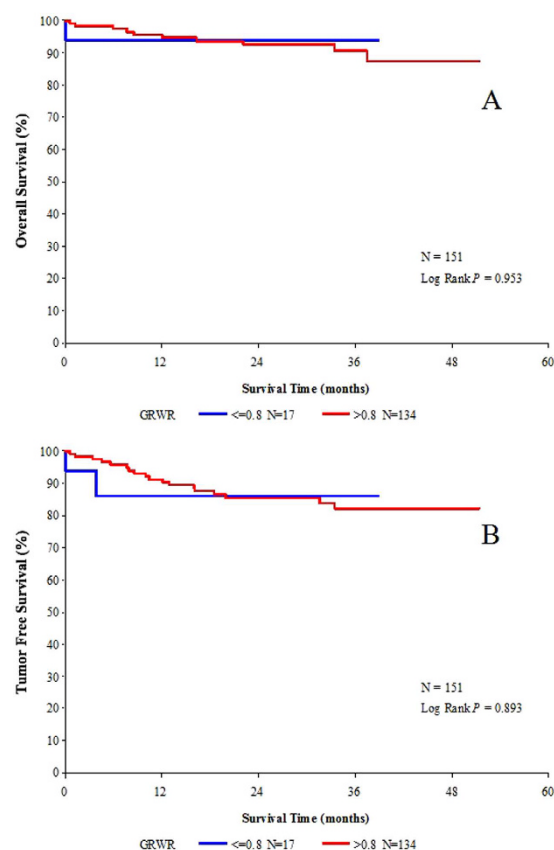 Overall Survival (%)
100
90
80
70
60
50
40
30
20
10
0
A
N = 151
Log Rank P = 0.953
0 12 24 36 48 60
Survival Time (months)
GRWR <=0.8 N=17 >0.8 N=134
Tumor Free Survival (%)
100
90
80
70
60
50
40
30
20
10
0
B
N = 151
Log Rank P = 0.893
0 12 24 36 48 60
Survival Time (months)
GRWR <=0.8 N=17 >0.8 N=134